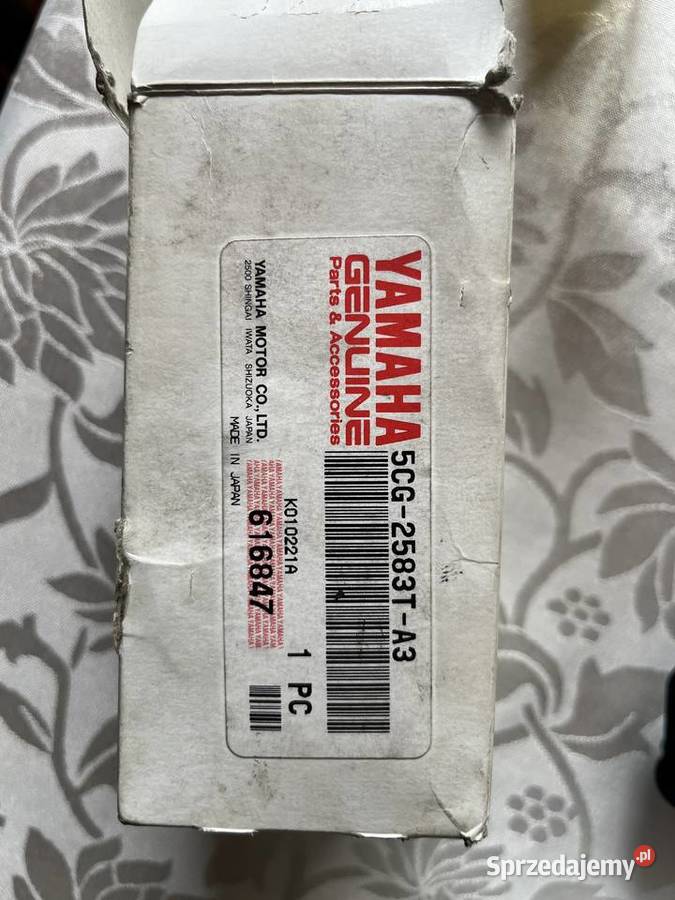 YAMAHA
GENUINE
Parts & Accessories
5CG-2583T-A3
K010221A
1 PC
616847
YAMAHA MOTOR CO., LTD.
2500 SHINGAI IWATA SHIZUOKA JAPAN
MADE IN JAPAN
Sprzedajemy.pl